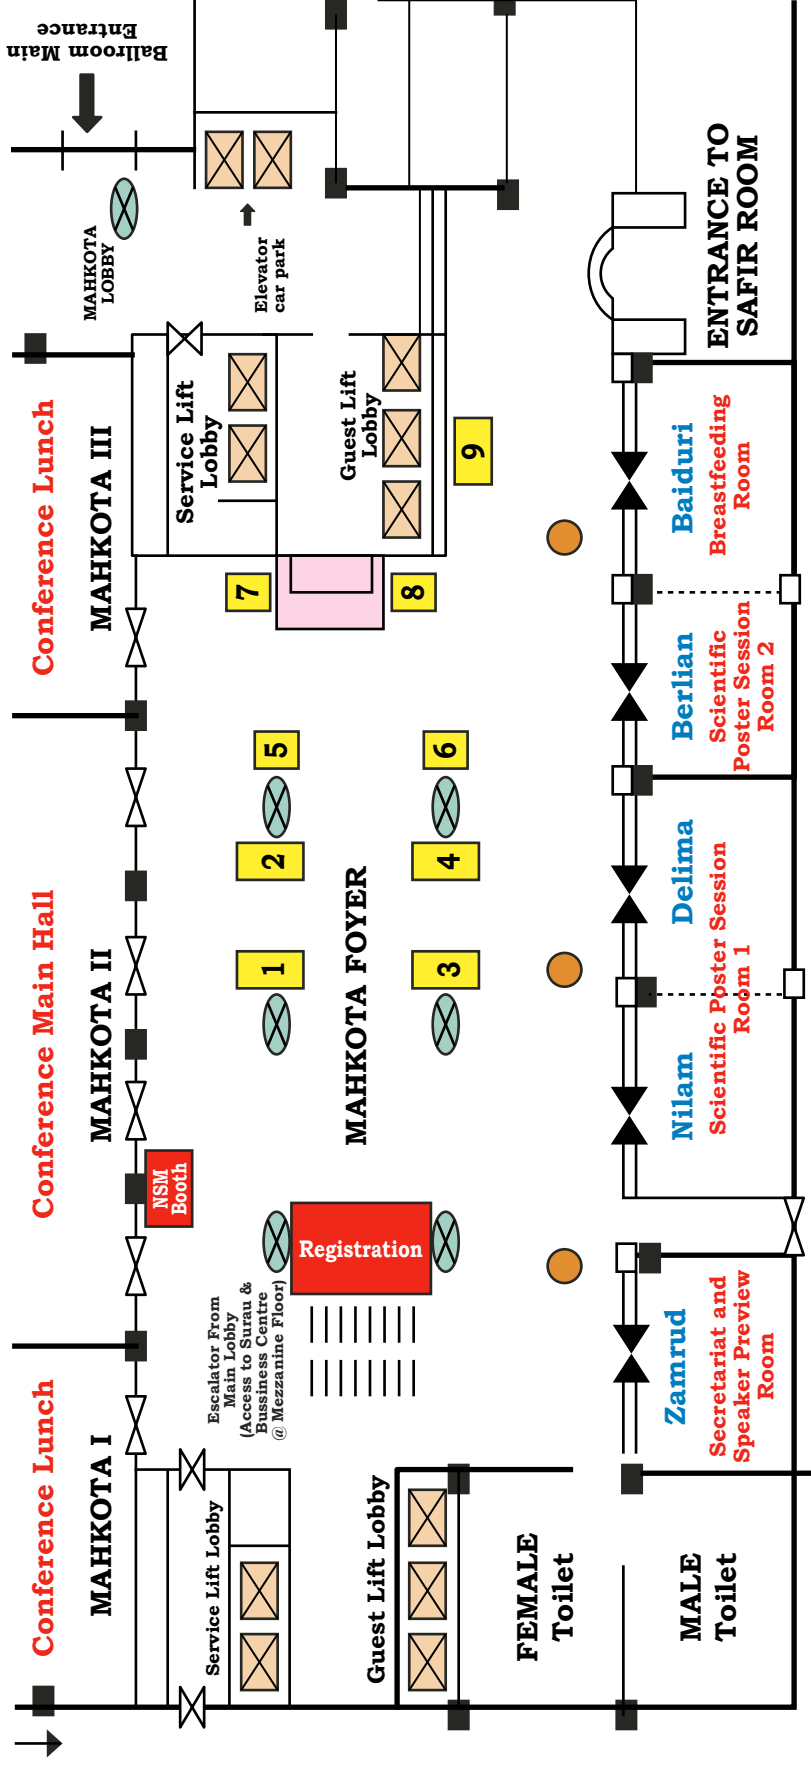 Conference Lunch
MAHKOTA I
Conference Main Hall
MAHKOTA II
Conference Lunch
MAHKOTA III
MAHKOTA
LOBBY
Ballroom Main
Entrance
Service Lift Lobby
Escalator From
Main Lobby
(Access to Surau &
Bussiness Centre
@ Mezzanine Floor)
NSM
Booth
Registration
Service Lift
Lobby
Elevator
car park
Guest Lift Lobby
MAHKOTA FOYER
1
2
3
4
5
6
7
8
9
Guest Lift
Lobby
FEMALE
Toilet
MALE
Toilet
Zamrud
Secretariat and
Speaker Preview
Room
Nilam
Delima
Scientific Poster Session
Room 1
Berlian
Scientific
Poster Session
Room 2
Baiduri
Breastfeeding
Room
ENTRANCE TO
SAFIR ROOM